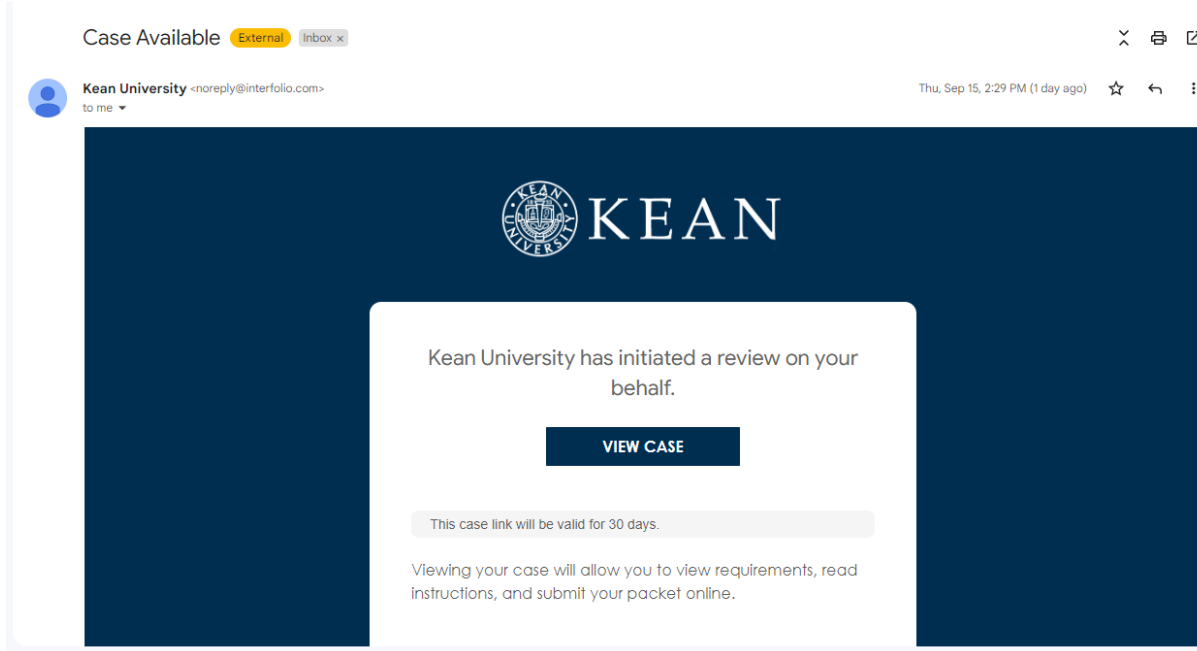 Case Available External Inbox ×
Kean University <noreply@interfolio.com> Thu, Sep 15, 2:29 PM (1 day ago)
to me
KEAN UNIVERSITY KEAN
Kean University has initiated a review on your
behalf.
VIEW CASE
This case link will be valid for 30 days.
Viewing your case will allow you to view requirements, read
instructions, and submit your packet online.